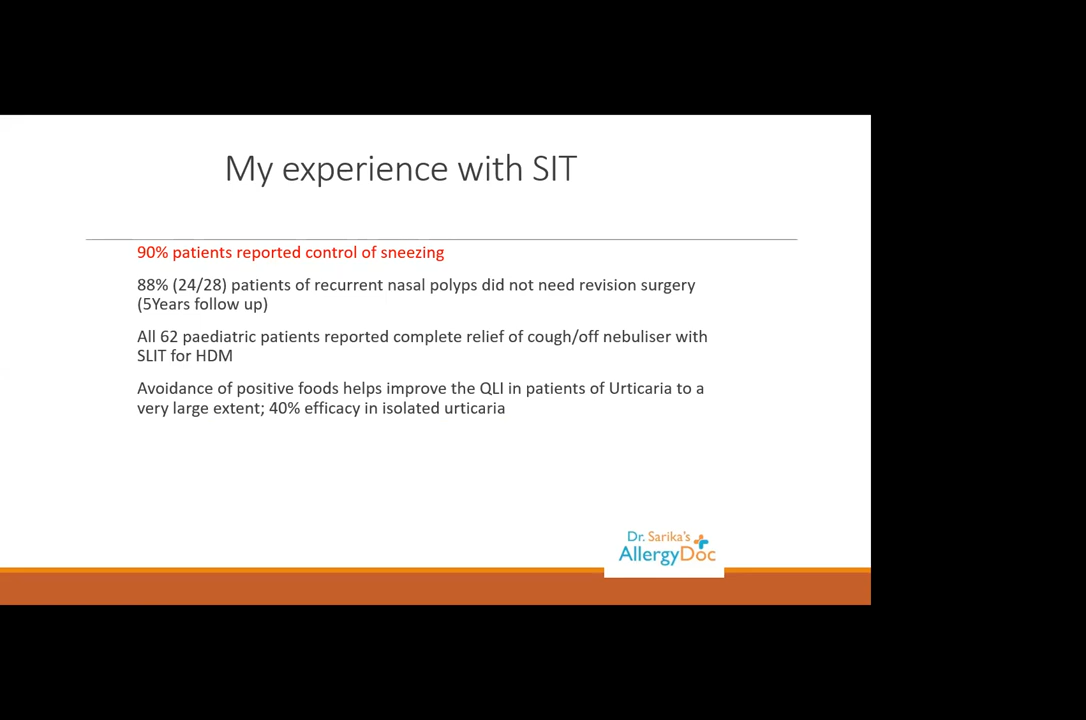 My experience with SIT
90% patients reported control of sneezing
88% (24/28) patients of recurrent nasal polyps did not need revision surgery
(5Years follow up)
All 62 paediatric patients reported complete relief of cough/off nebuliser with
SLIT for HDM
Avoidance of positive foods helps improve the QLI in patients of Urticaria to a
very large extent; 40% efficacy in isolated urticaria
Dr. Sarika's
AllergyDoc